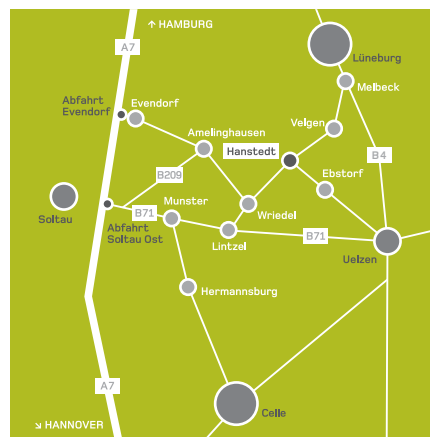 ↗ HAMBURG
A7
Lüneburg
Melbeck
Abfahrt
Evendorf
Evendorf
Velgen
Amelinghausen
Hanstedt
B4
B209
Ebstorf
Munster
Soltau
B71
Wriedel
Abfahrt
Soltau Ost
Lintzel
B71
Uelzen
Hermannsburg
A7
Celle
↘ HANNOVER